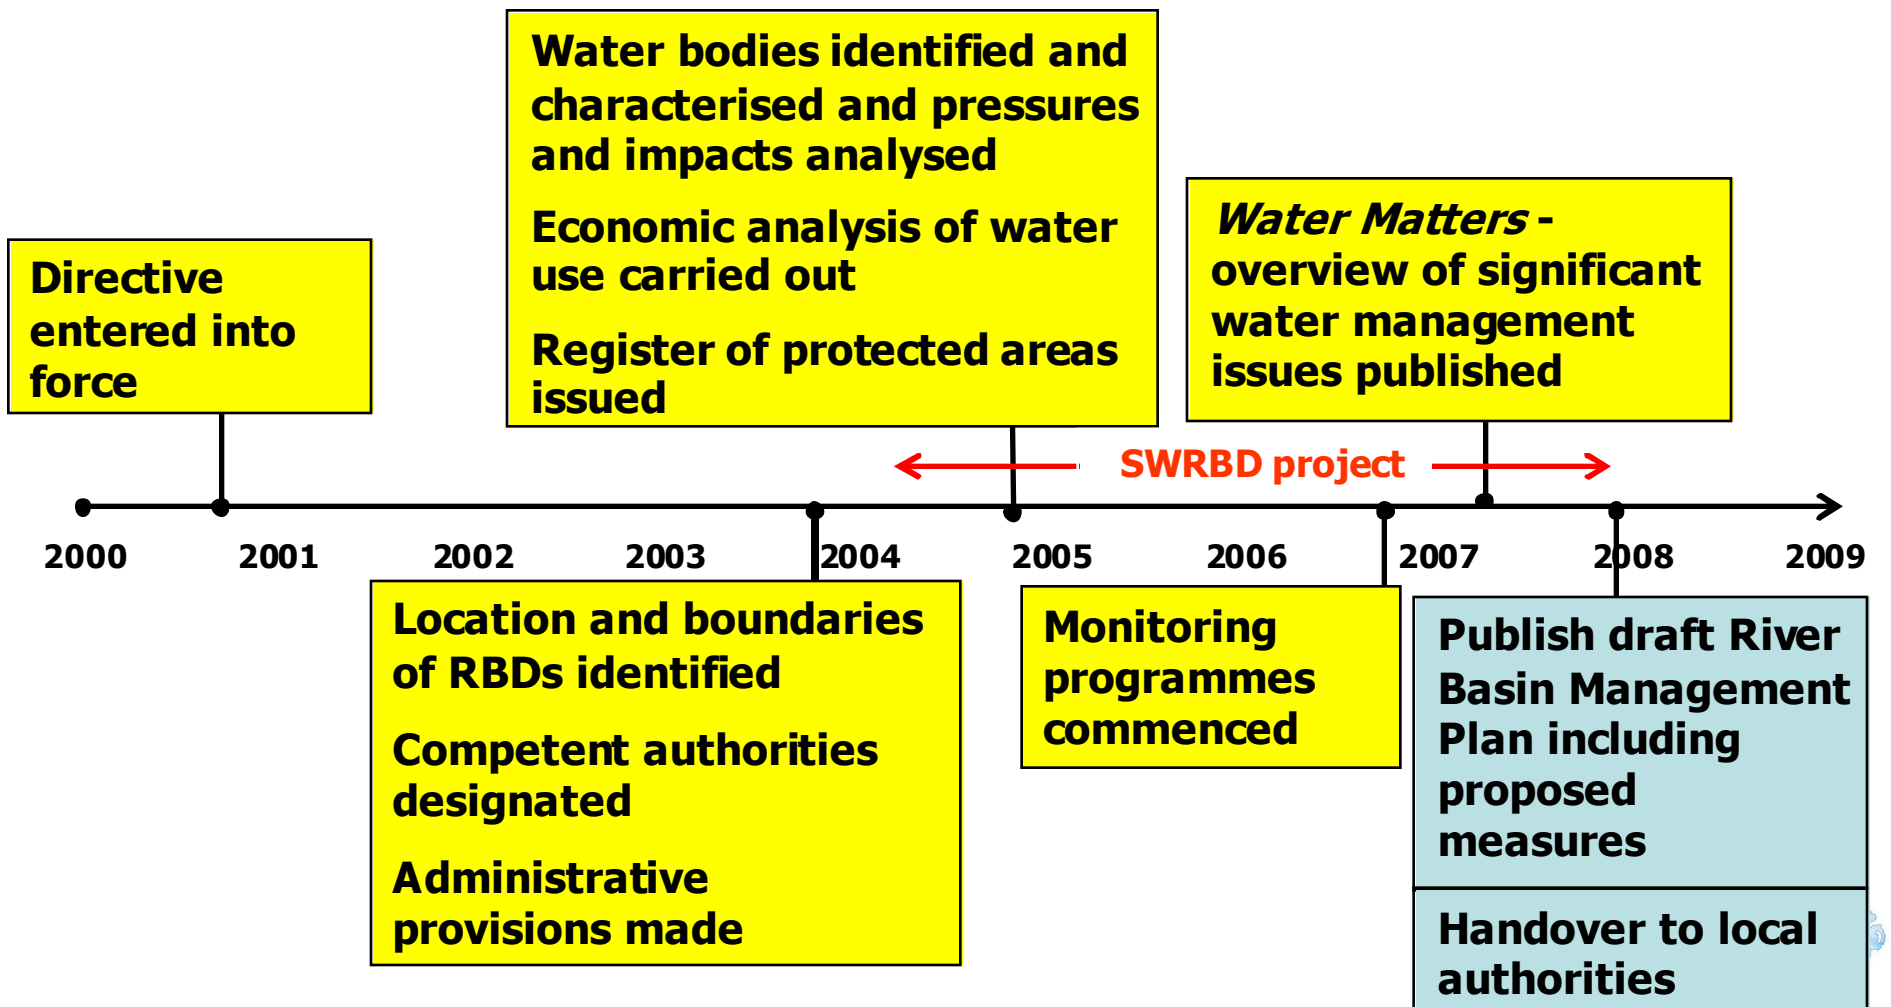 Directive
entered into
force
Water bodies identified and
characterised and pressures
and impacts analysed
Economic analysis of water
use carried out
Register of protected areas
issued
Water Matters -
overview of significant
water management
issues published
SWRBD project
2000 2001 2002 2003 2004 2005 2006 2007 2008 2009
Location and boundaries
of RBDs identified
Competent authorities
designated
Administrative
provisions made
Monitoring
programmes
commenced
Publish draft River
Basin Management
Plan including
proposed
measures
Handover to local
authorities